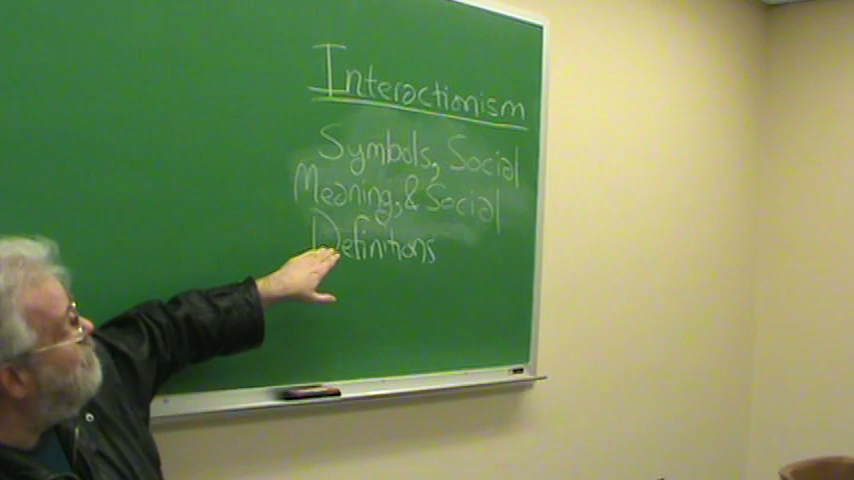 Interactionism
Symbols, Social
Meaning, & Social
Definitions